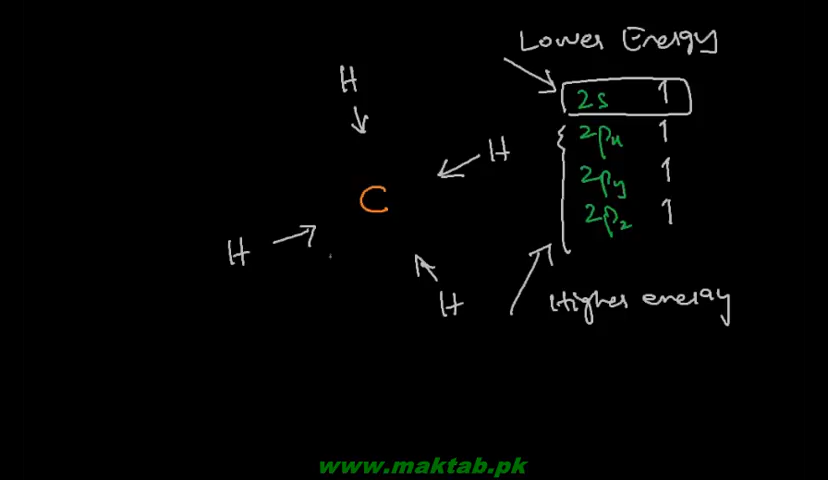 Lower Energy
H
2s 1
2px 1
H
2py 1
C
2pz 1
H
H
Higher energy
www.maktab.pk